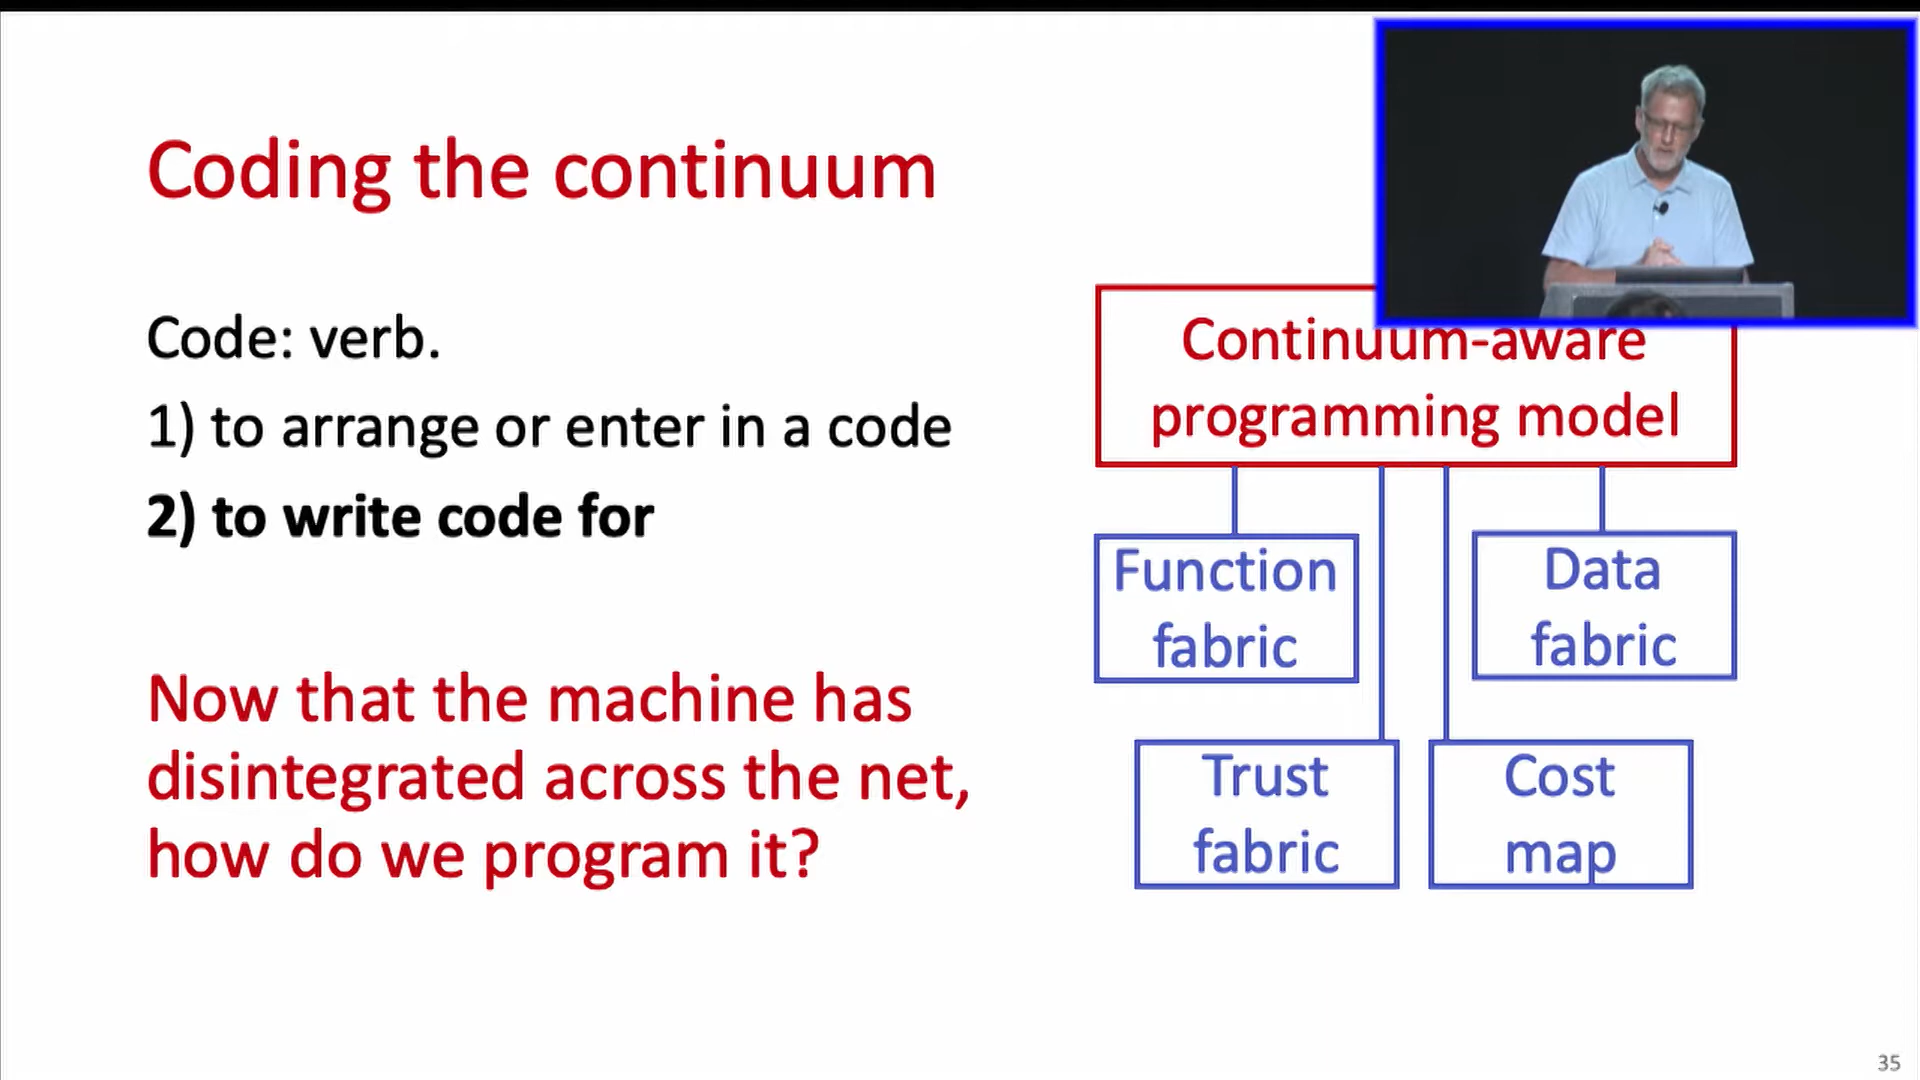 Coding the continuum
Code: verb.
1) to arrange or enter in a code
2) to write code for
Now that the machine has
disintegrated across the net,
how do we program it?
Continuum-aware
programming model
Function
fabric
Data
fabric
Trust
fabric
Cost
map
35